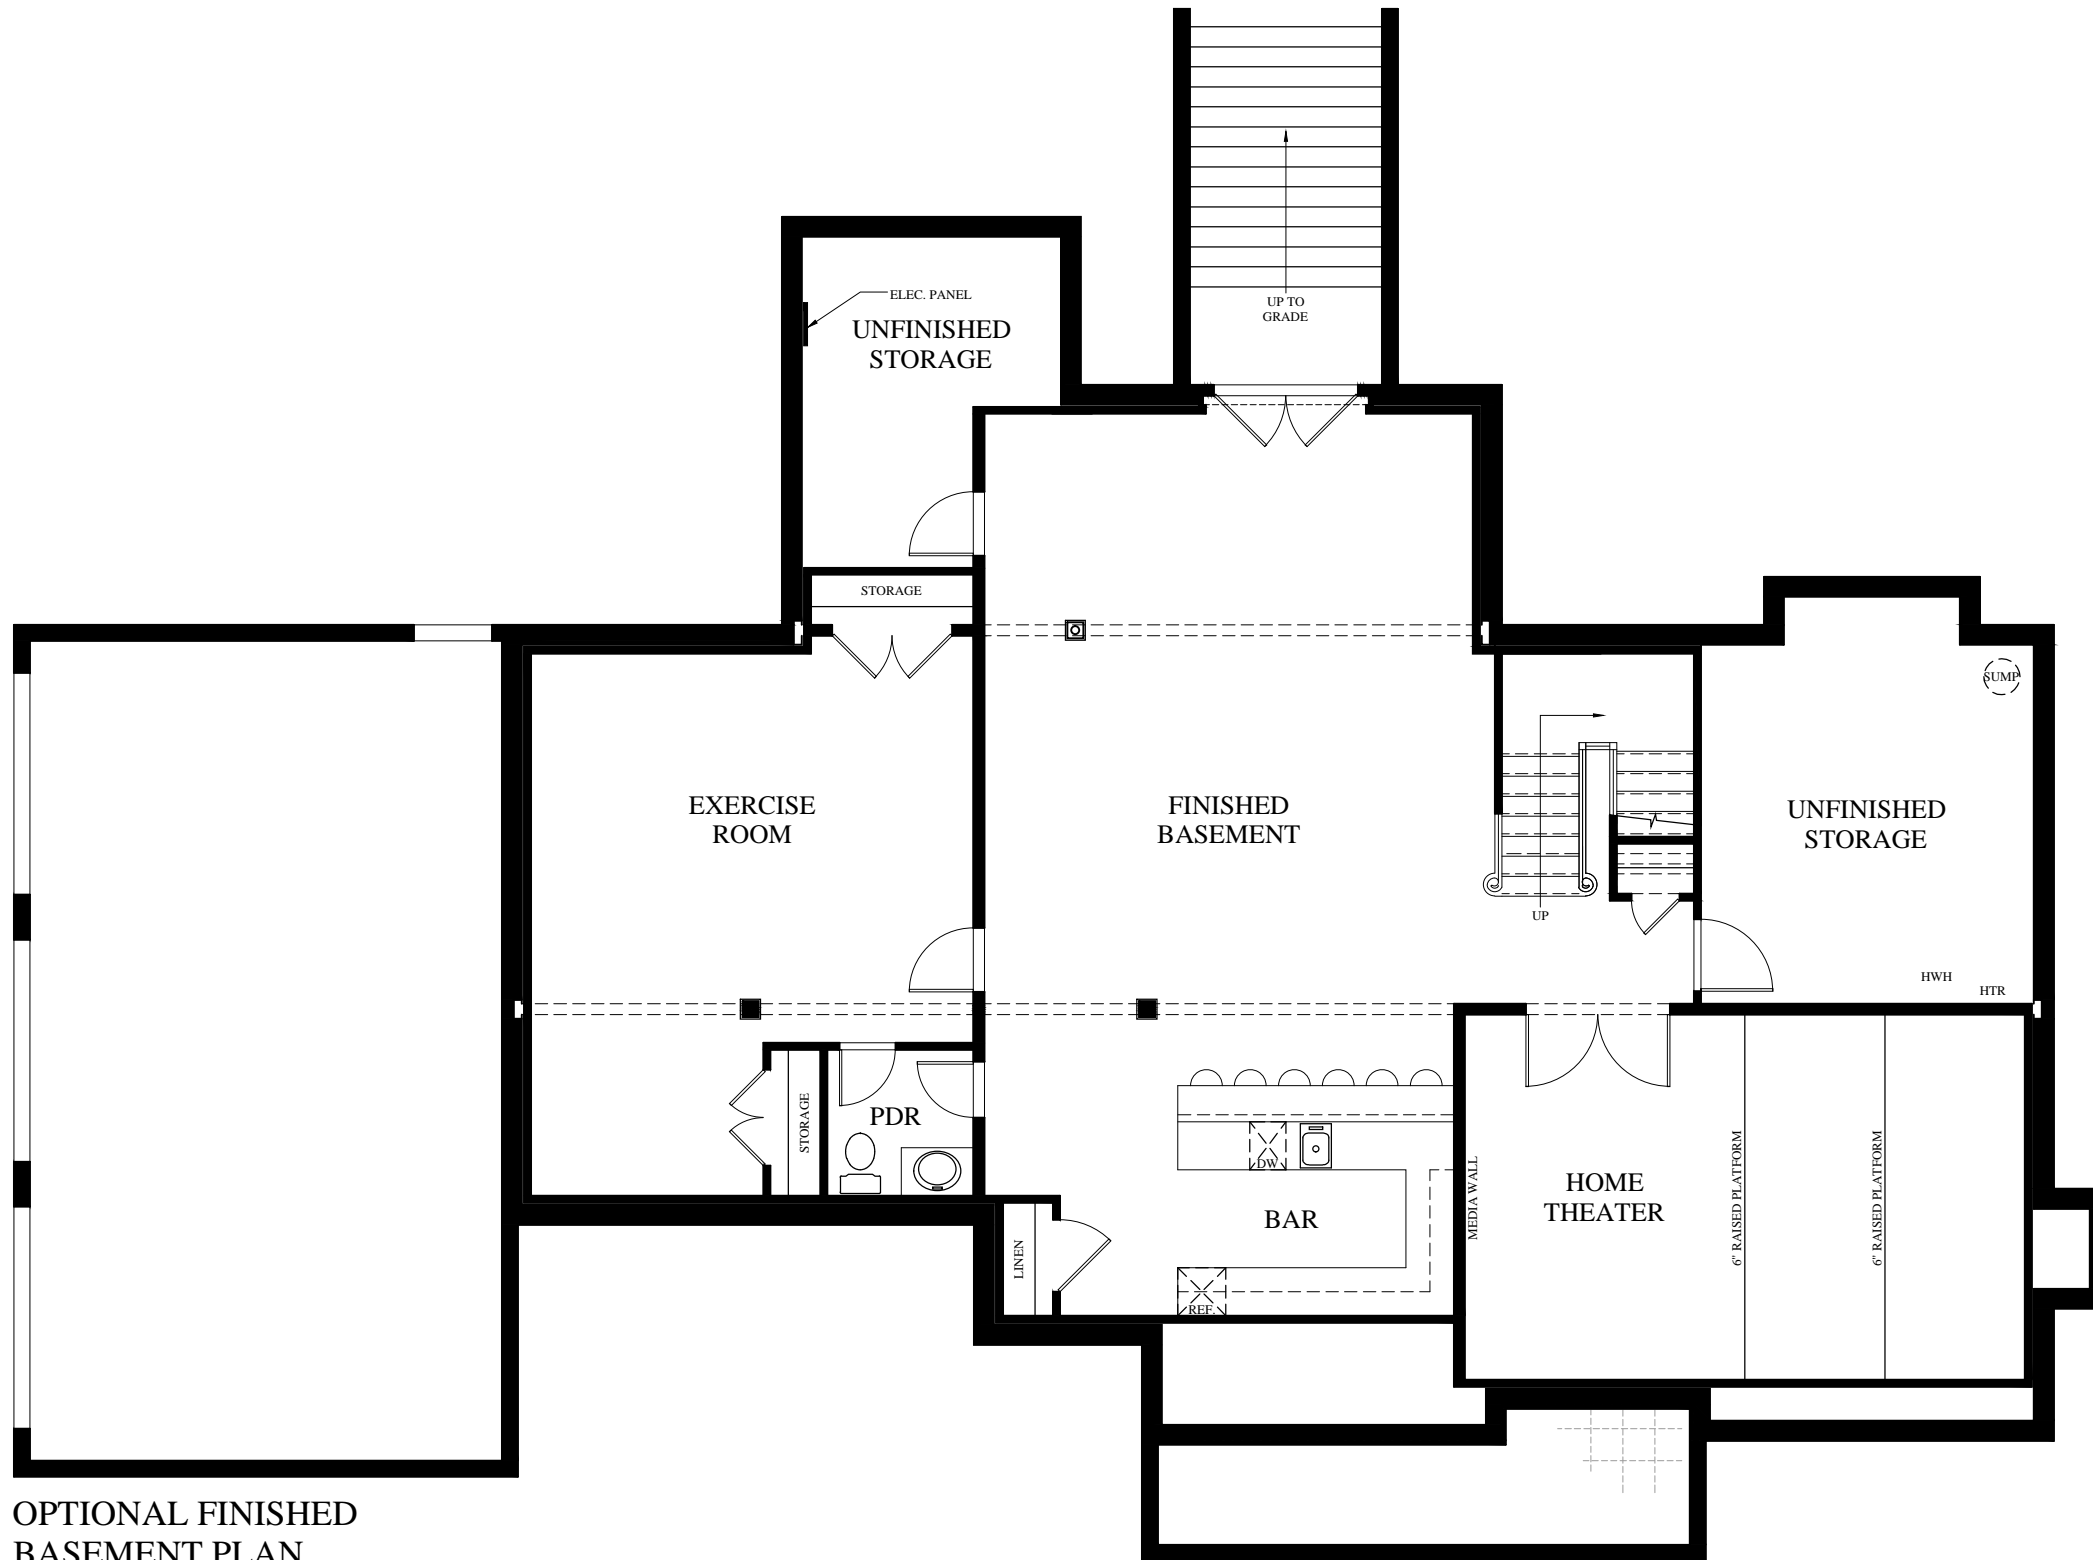 UP TO
GRADE
ELEC. PANEL
UNFINISHED
STORAGE
STORAGE
SUMP
EXERCISE
ROOM
FINISHED
BASEMENT
UNFINISHED
STORAGE
UP
HWH
HTR
STORAGE
PDR
DW
BAR
REF.
LINEN
MEDIA WALL
HOME
THEATER
6" RAISED PLATFORM
6" RAISED PLATFORM
OPTIONAL FINISHED
BASEMENT PLAN